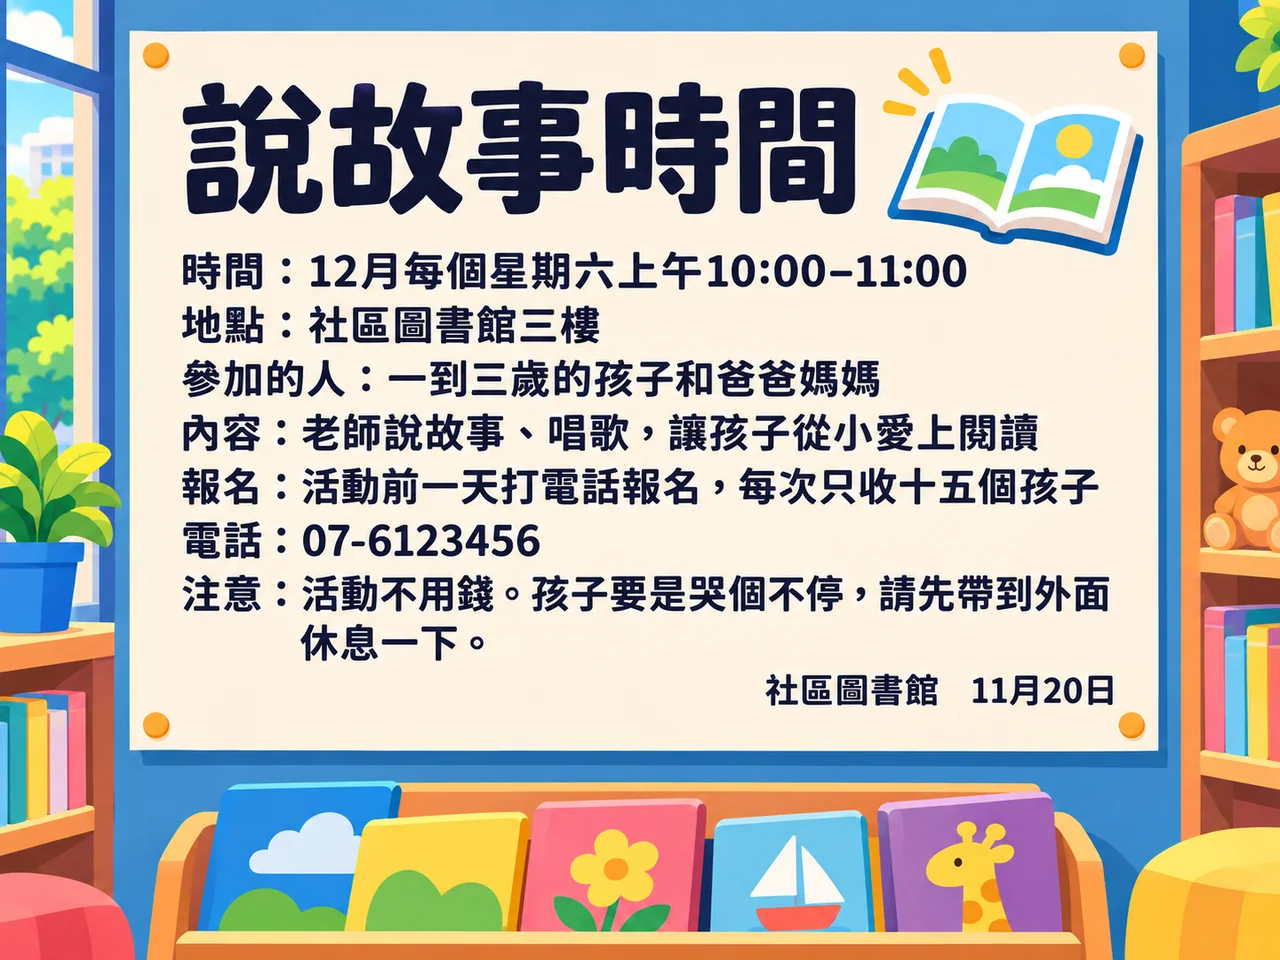 說故事時間
時間：12月每個星期六上午10:00–11:00
地點：社區圖書館三樓
參加的人：一到三歲的孩子和爸爸媽媽
內容：老師說故事、唱歌，讓孩子從小愛上閱讀
報名：活動前一天打電話報名，每次只收十五個孩子
電話：07-6123456
注意：活動不用錢。孩子要是哭個不停，請先帶到外面
休息一下。
社區圖書館　11月20日